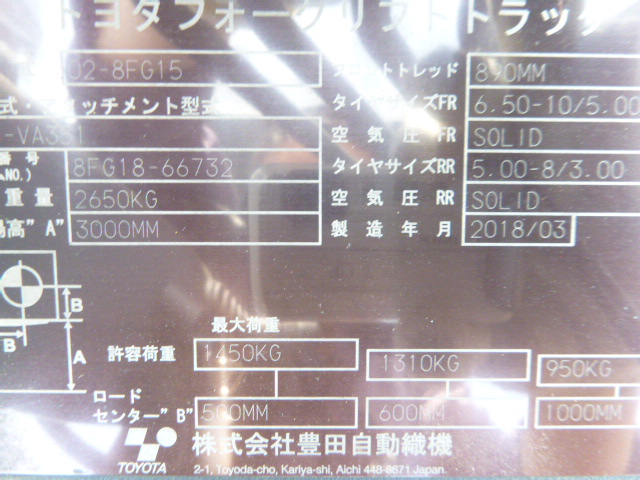 トヨタフォークリフトトラック
02-8FG15 フロントトレッド 890MM
式・アタッチメント型式 タイヤサイズFR 6.50-10/5.00
-VA351 空気圧FR SOLID
番号 8FG18-66732 タイヤサイズRR 5.00-8/3.00
NO.)
重量 2650KG 空気圧RR SOLID
揚高"A" 3000MM 製造年月 2018/03
B
B
A
最大荷重
許容荷重 1450KG 1310KG 950KG
ロード
センター"B" 500MM 600MM 1000MM
TOYOTA 株式会社豊田自動織機
2-1, Toyoda-cho, Kariya-shi, Aichi 448-8671 Japan